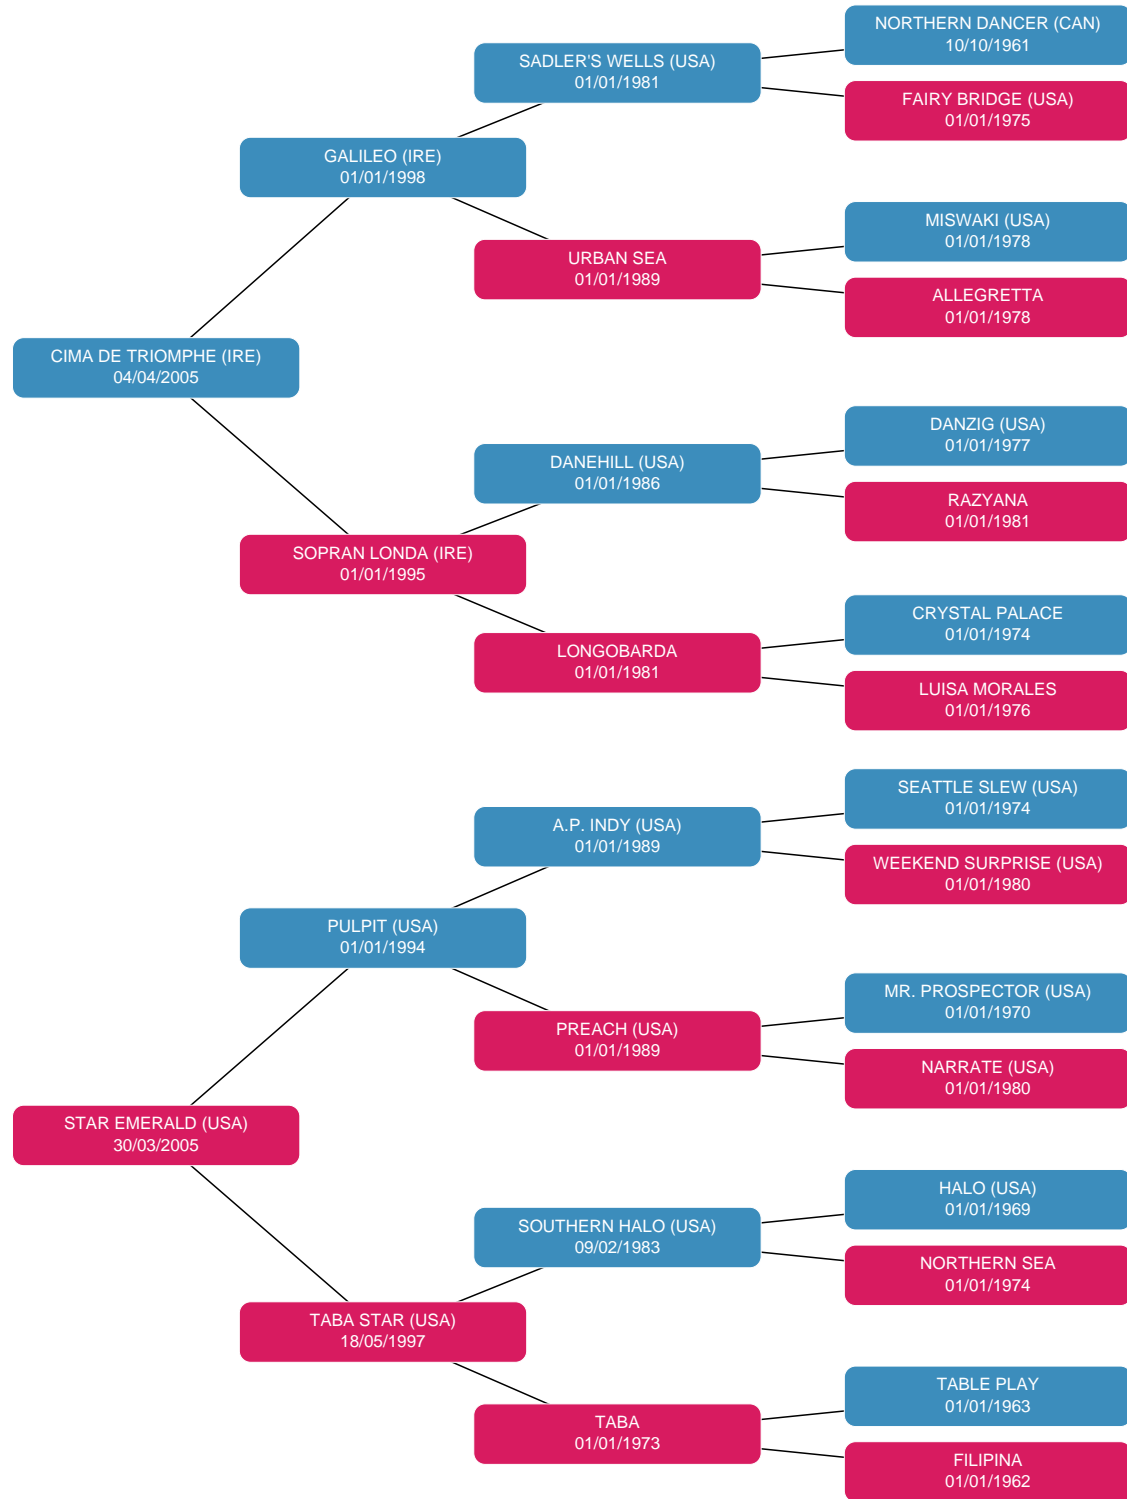 NORTHERN DANCER (CAN)
10/10/1961
SADLER'S WELLS (USA)
01/01/1981
FAIRY BRIDGE (USA)
01/01/1975
GALILEO (IRE)
01/01/1998
MISWAKI (USA)
01/01/1978
URBAN SEA
01/01/1989
ALLEGRETTA
01/01/1978
CIMA DE TRIOMPHE (IRE)
04/04/2005
DANZIG (USA)
01/01/1977
DANEHILL (USA)
01/01/1986
RAZYANA
01/01/1981
SOPRAN LONDA (IRE)
01/01/1995
CRYSTAL PALACE
01/01/1974
LONGOBARDA
01/01/1981
LUISA MORALES
01/01/1976
SEATTLE SLEW (USA)
01/01/1974
A.P. INDY (USA)
01/01/1989
WEEKEND SURPRISE (USA)
01/01/1980
PULPIT (USA)
01/01/1994
MR. PROSPECTOR (USA)
01/01/1970
PREACH (USA)
01/01/1989
NARRATE (USA)
01/01/1980
STAR EMERALD (USA)
30/03/2005
HALO (USA)
01/01/1969
SOUTHERN HALO (USA)
09/02/1983
NORTHERN SEA
01/01/1974
TABA STAR (USA)
18/05/1997
TABLE PLAY
01/01/1963
TABA
01/01/1973
FILIPINA
01/01/1962